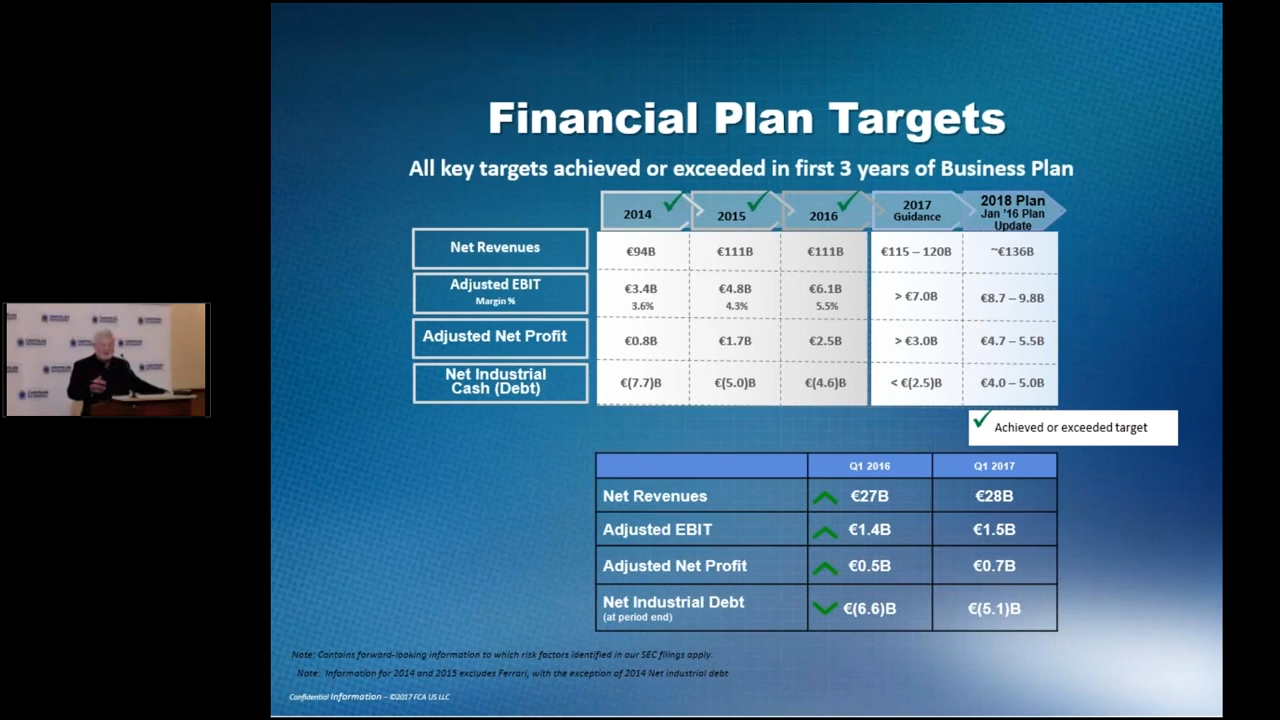 Financial Plan Targets
All key targets achieved or exceeded in first 3 years of Business Plan
2014 2015 2016 2017 Guidance 2018 Plan Jan '16 Plan Update
Net Revenues €94B €111B €111B €115 – 120B ~€136B
Adjusted EBIT €3.4B €4.8B €6.1B > €7.0B €8.7 – 9.8B
Margin % 3.6% 4.3% 5.5%
Adjusted Net Profit €0.8B €1.7B €2.5B > €3.0B €4.7 – 5.5B
Net Industrial Cash (Debt) €(7.7)B €(5.0)B €(4.6)B < €(2.5)B €4.0 – 5.0B
Achieved or exceeded target
Q1 2016 Q1 2017
Net Revenues €27B €28B
Adjusted EBIT €1.4B €1.5B
Adjusted Net Profit €0.5B €0.7B
Net Industrial Debt €(6.6)B €(5.1)B
(at period end)
Note: Contains forward-looking information to which risk factors identified in our SEC filings apply.
Note: Information for 2014 and 2015 excludes Ferrari, with the exception of 2014 Net industrial debt
Confidential Information – ©2017 FCA US LLC